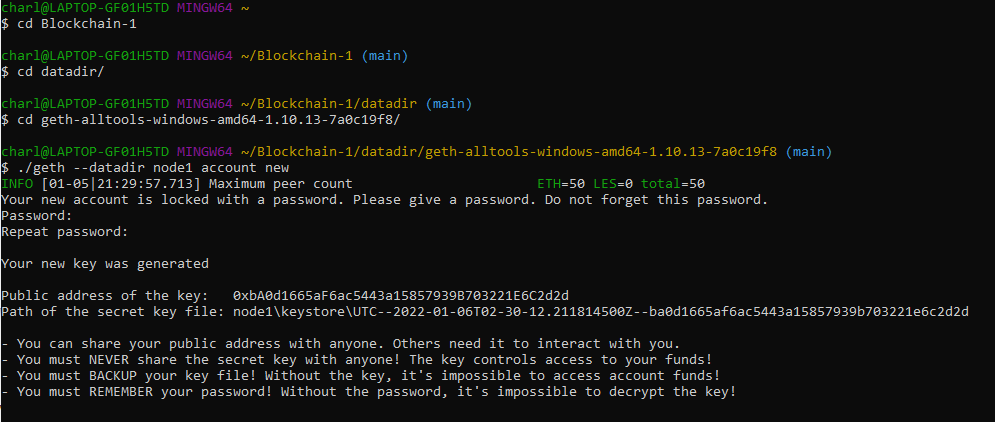 charl@LAPTOP-GF01H5TD MINGW64 ~
$ cd Blockchain-1
charl@LAPTOP-GF01H5TD MINGW64 ~/Blockchain-1 (main)
$ cd datadir/
charl@LAPTOP-GF01H5TD MINGW64 ~/Blockchain-1/datadir (main)
$ cd geth-alltools-windows-amd64-1.10.13-7a0c19f8/
charl@LAPTOP-GF01H5TD MINGW64 ~/Blockchain-1/datadir/geth-alltools-windows-amd64-1.10.13-7a0c19f8 (main)
$ ./geth --datadir node1 account new
INFO [01-05|21:29:57.713] Maximum peer count ETH=50 LES=0 total=50
Your new account is locked with a password. Please give a password. Do not forget this password.
Password:
Repeat password:
Your new key was generated
Public address of the key: 0xbA0d1665aF6ac5443a15857939B703221E6C2d2d
Path of the secret key file: node1\keystore\UTC--2022-01-06T02-30-12.211814500Z--ba0d1665af6ac5443a15857939b703221e6c2d2d
- You can share your public address with anyone. Others need it to interact with you.
- You must NEVER share the secret key with anyone! The key controls access to your funds!
- You must BACKUP your key file! Without the key, it's impossible to access account funds!
- You must REMEMBER your password! Without the password, it's impossible to decrypt the key!